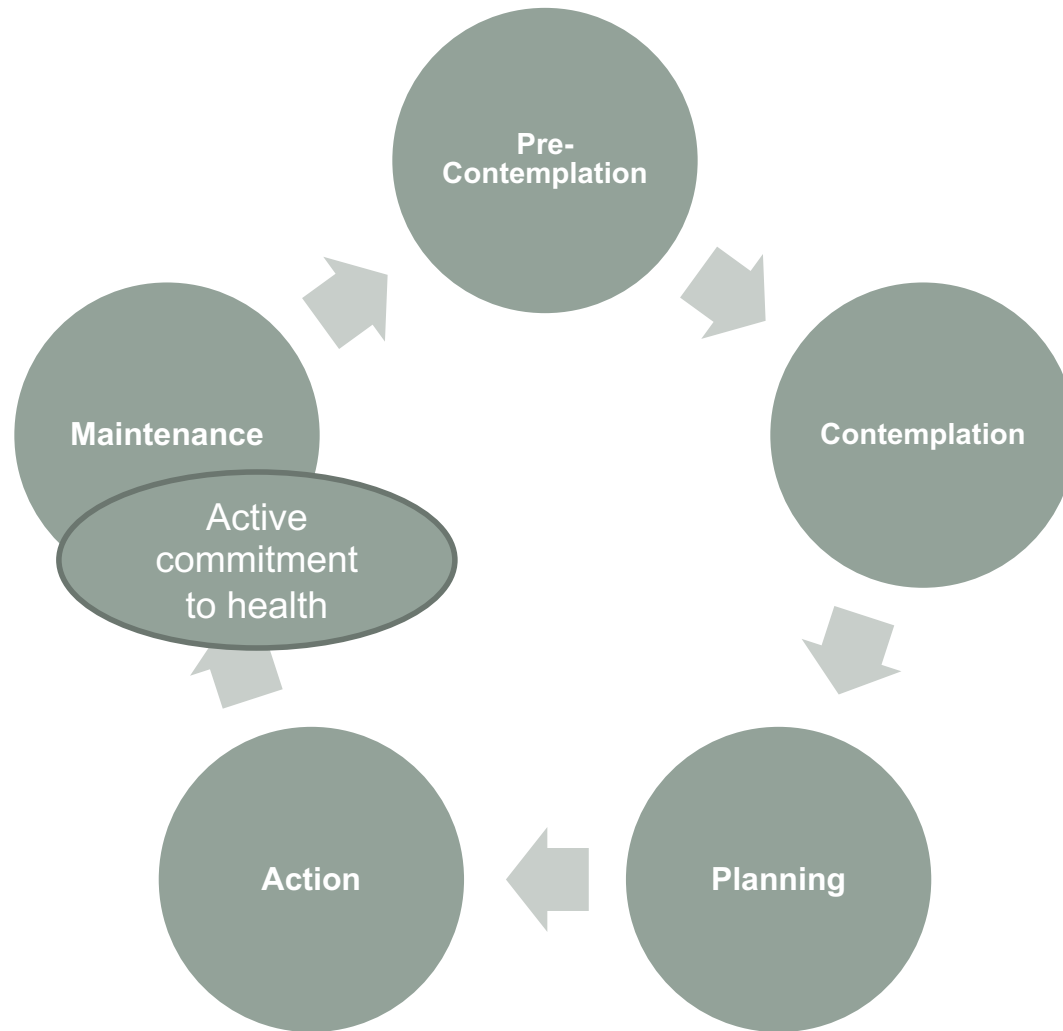 Pre-
Contemplation
Contemplation
Planning
Action
Maintenance
Active
commitment
to health